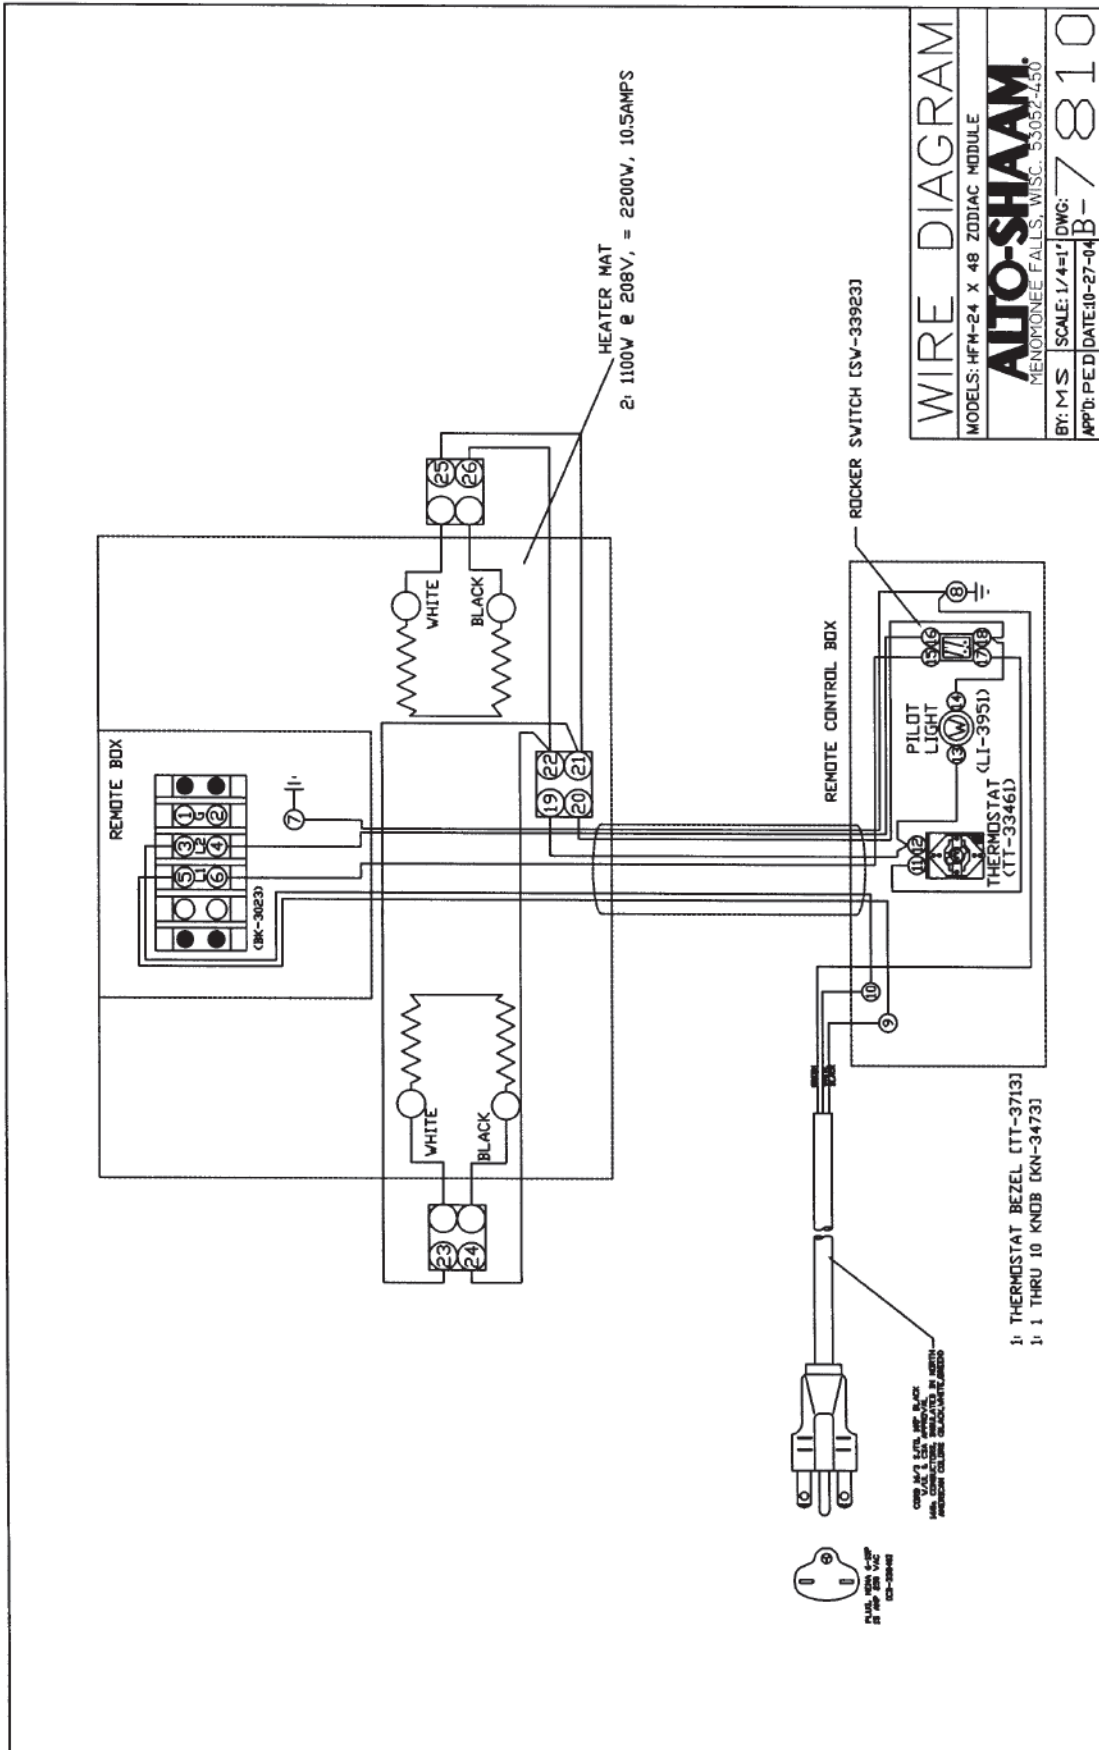 REMOTE BOX
1
G
2
3
L2
4
5
L1
6
(BK-3023)
7
WHITE
BLACK
25
26
HEATER MAT
2: 1100W @ 208V, = 2200W, 10.5AMPS
WHITE
BLACK
23
24
22
21
19
20
REMOTE CONTROL BOX
ROCKER SWITCH [SW-33923]
8
16
15
18
17
PILOT
LIGHT
(LI-3951)
14
13
W
THERMOSTAT
(TT-33461)
12
11
10
9
1: THERMOSTAT BEZEL [TT-3713]
1: 1 THRU 10 KNOB [KN-3473]
WIRE DIAGRAM
MODELS: HFM-24 X 48 ZODIAC MODULE
ALTO-SHAAM.
MENOMONEE FALLS, WISC. 53052-450
BY: MS
SCALE: 1/4=1"
DWG:
B-7810
APP'D: PED
DATE:10-27-04